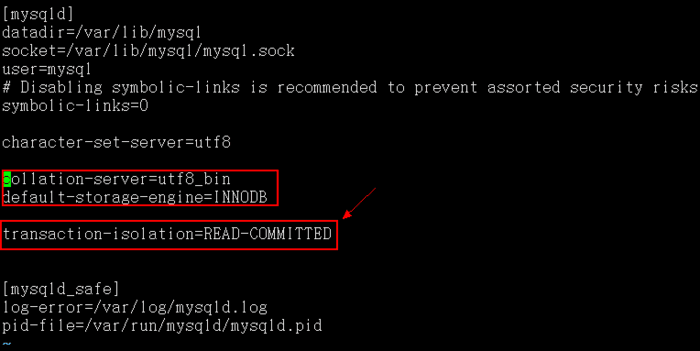 [mysqld]
datadir=/var/lib/mysql
socket=/var/lib/mysql/mysql.sock
user=mysql
# Disabling symbolic-links is recommended to prevent assorted security risks
symbolic-links=0
character-set-server=utf8
collation-server=utf8_bin
default-storage-engine=INNODB
transaction-isolation=READ-COMMITTED
[mysqld_safe]
log-error=/var/log/mysqld.log
pid-file=/var/run/mysqld/mysqld.pid
~